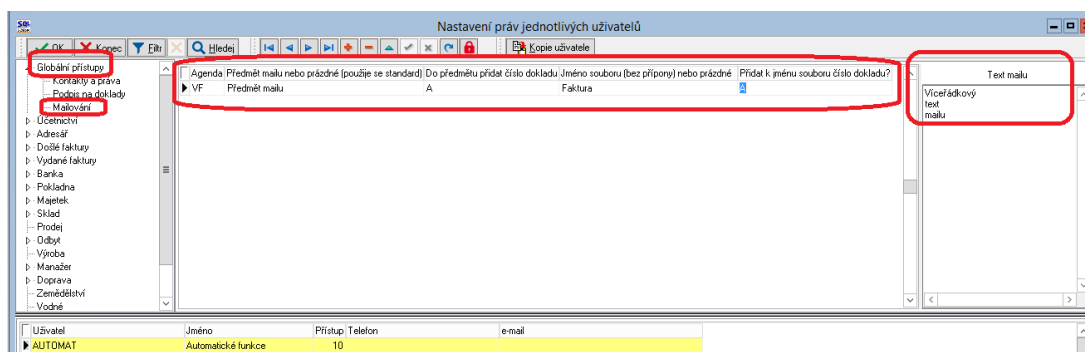 Nastavení práv jednotlivých uživatelů
OK Konec Filtr Hledej Kopie uživatele
Globální přístupy
Kontakty a práva
Podpis na doklady
Mailování
Účetnictví
Adresář
Došlé faktury
Vydané faktury
Banka
Pokladna
Majetek
Sklad
Prodej
Odbyt
Výroba
Manažer
Doprava
Zemědělství
Vodné
Agenda Předmět mailu nebo prázdné (použije se standard) Do předmětu přidat číslo dokladu Jméno souboru (bez přípony) nebo prázdné Přidat k jménu souboru číslo dokladu?
VF Předmět mailu A Faktura A
Text mailu
Víceřádkový
text
mailu
Uživatel Jméno Přístup Telefon e-mail
AUTOMAT Automatické funkce 10